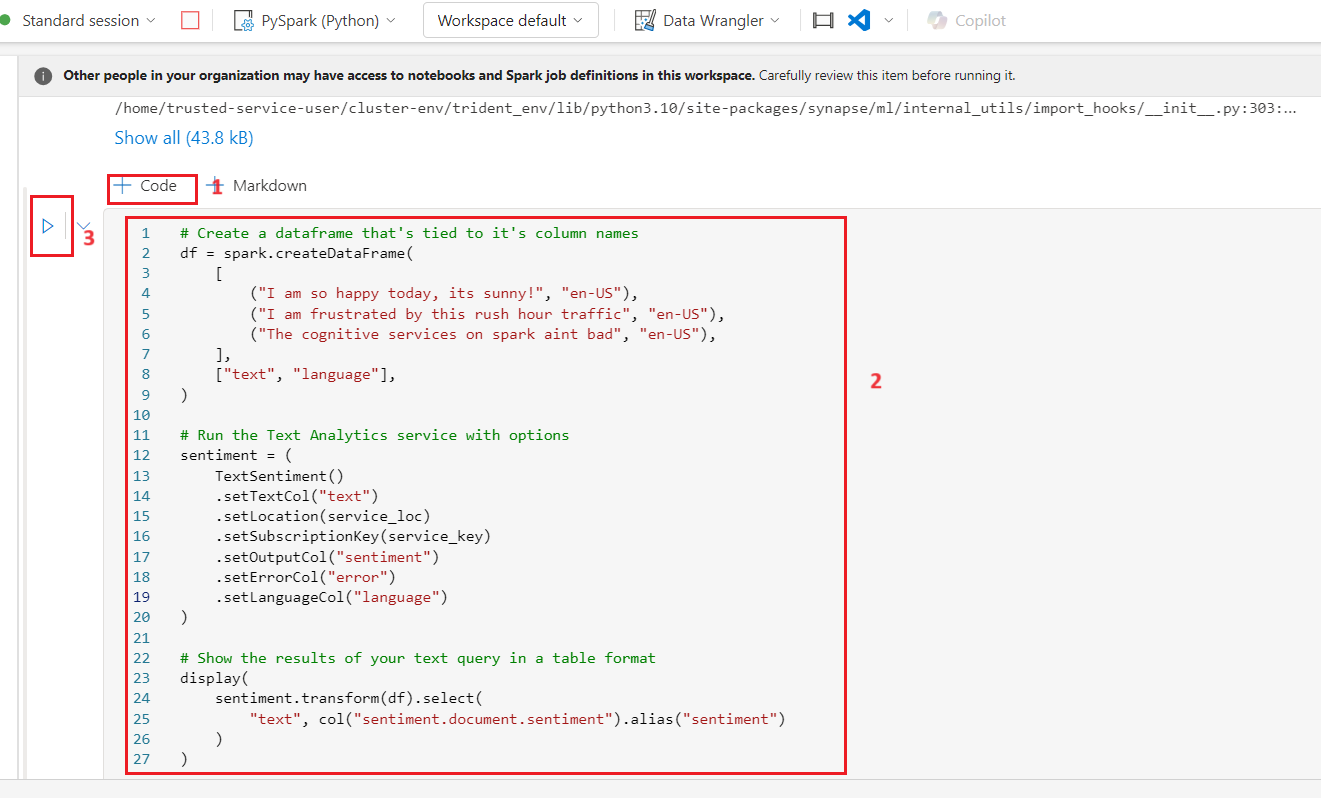 Standard session PySpark (Python) Workspace default Data Wrangler Copilot
Other people in your organization may have access to notebooks and Spark job definitions in this workspace. Carefully review this item before running it.
/home/trusted-service-user/cluster-env/trident_env/lib/python3.10/site-packages/synapse/ml/internal_utils/import_hooks/__init__.py:303:...
Show all (43.8 kB)
+ Code 1 + Markdown
3
2
1 # Create a dataframe that's tied to it's column names
2 df = spark.createDataFrame(
3     [
4         ("I am so happy today, its sunny!", "en-US"),
5         ("I am frustrated by this rush hour traffic", "en-US"),
6         ("The cognitive services on spark aint bad", "en-US"),
7     ],
8     ["text", "language"],
9 )
10
11 # Run the Text Analytics service with options
12 sentiment = (
13     TextSentiment()
14     .setTextCol("text")
15     .setLocation(service_loc)
16     .setSubscriptionKey(service_key)
17     .setOutputCol("sentiment")
18     .setErrorCol("error")
19     .setLanguageCol("language")
20 )
21
22 # Show the results of your text query in a table format
23 display(
24     sentiment.transform(df).select(
25         "text", col("sentiment.document.sentiment").alias("sentiment")
26     )
27 )